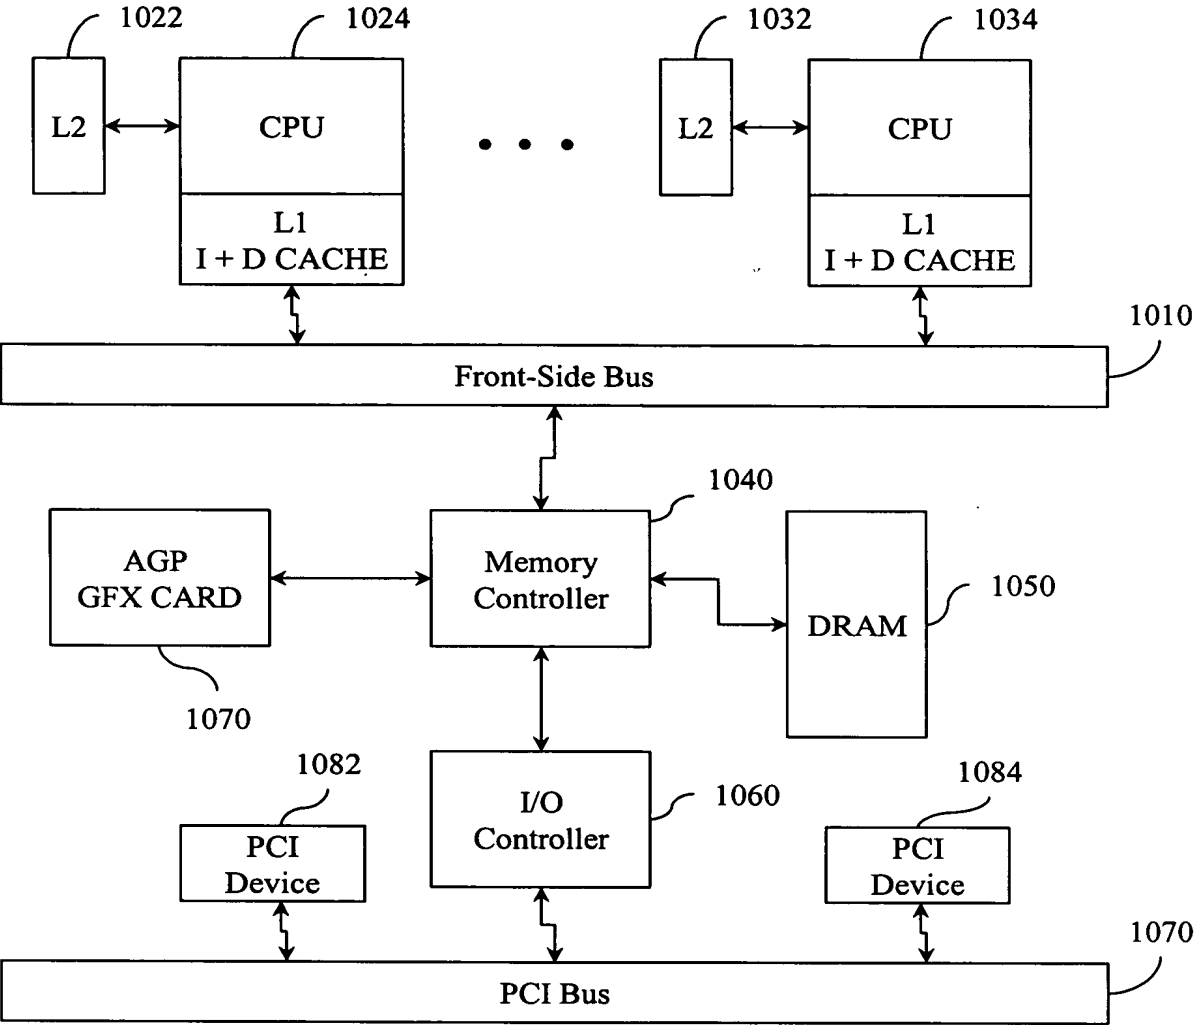 1022
1024
1032
1034
L2
CPU
L1
I + D CACHE
L2
CPU
L1
I + D CACHE
1010
Front-Side Bus
1040
AGP
GFX CARD
Memory
Controller
DRAM
1050
1070
1082
I/O
Controller
1060
1084
PCI
Device
PCI
Device
1070
PCI Bus